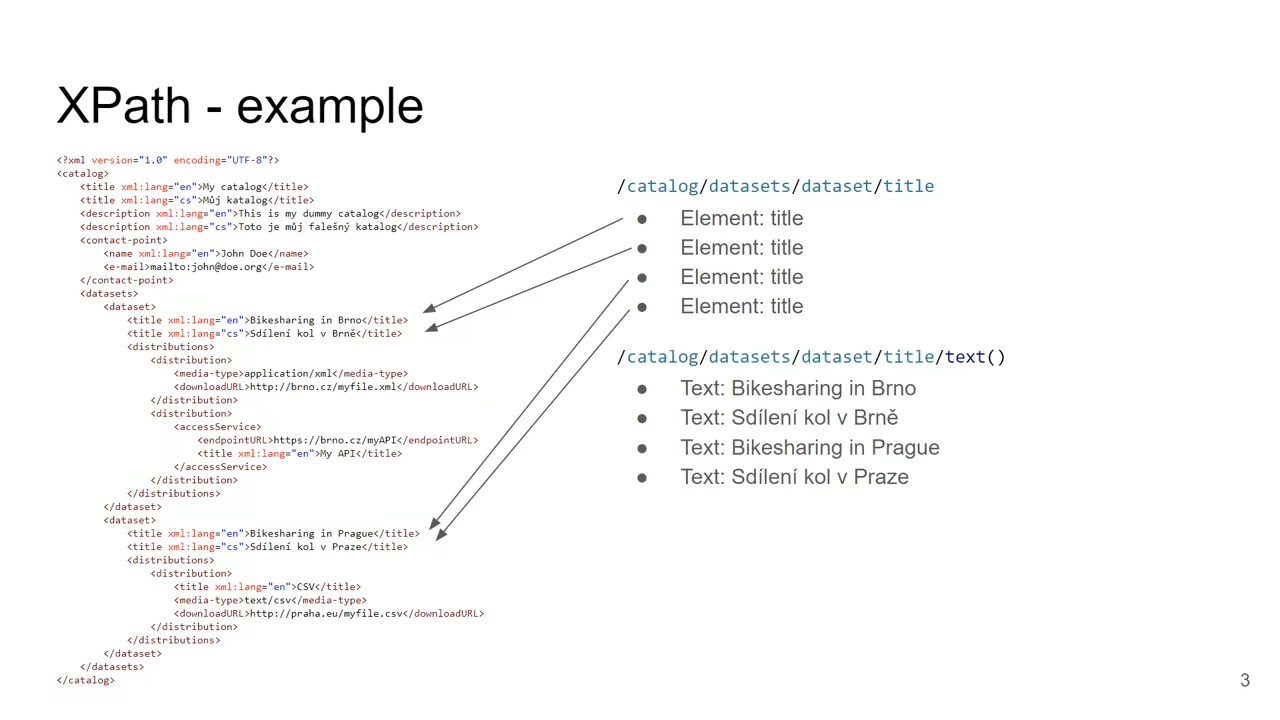 XPath - example
<?xml version="1.0" encoding="UTF-8"?>
<catalog>
<title xml:lang="en">My catalog</title>
<title xml:lang="cs">Můj katalog</title>
<description xml:lang="en">This is my dummy catalog</description>
<description xml:lang="cs">Toto je můj falešný katalog</description>
<contact-point>
<name xml:lang="en">John Doe</name>
<e-mail>mailto:john@doe.org</e-mail>
</contact-point>
<datasets>
<dataset>
<title xml:lang="en">Bikesharing in Brno</title>
<title xml:lang="cs">Sdílení kol v Brně</title>
<distributions>
<distribution>
<media-type>application/xml</media-type>
<downloadURL>http://brno.cz/myfile.xml</downloadURL>
</distribution>
<distribution>
<accessService>
<endpointURL>https://brno.cz/myAPI</endpointURL>
<title xml:lang="en">My API</title>
</accessService>
</distribution>
</distributions>
</dataset>
<dataset>
<title xml:lang="en">Bikesharing in Prague</title>
<title xml:lang="cs">Sdílení kol v Praze</title>
<distributions>
<distribution>
<title xml:lang="en">CSV</title>
<media-type>text/csv</media-type>
<downloadURL>http://praha.eu/myfile.csv</downloadURL>
</distribution>
</distributions>
</dataset>
</datasets>
</catalog>
/catalog/datasets/dataset/title
● Element: title
● Element: title
● Element: title
● Element: title
/catalog/datasets/dataset/title/text()
● Text: Bikesharing in Brno
● Text: Sdílení kol v Brně
● Text: Bikesharing in Prague
● Text: Sdílení kol v Praze
3